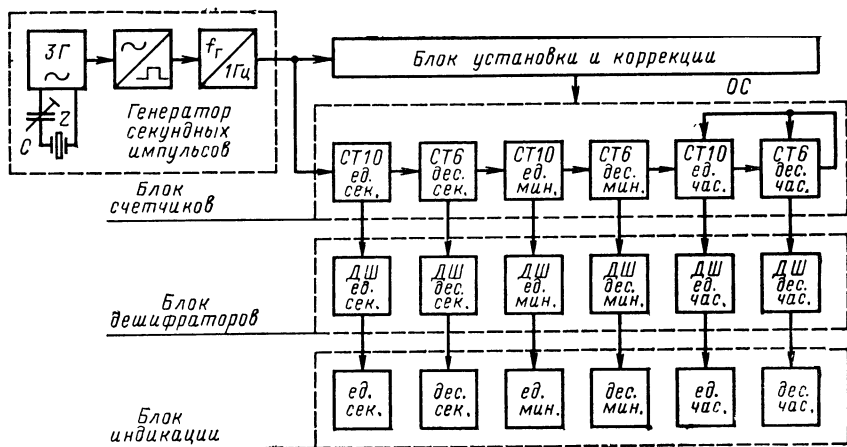 ЗГ
~
~
fг
1Гц
C
Z
Генератор
секундных
импульсов
Блок установки и коррекции
ОС
СТ10
ед.
сек.
СТ6
дес.
сек.
СТ10
ед.
мин.
СТ6
дес.
мин.
СТ10
ед.
час.
СТ6
дес.
час.
Блок
счетчиков
ДШ
ед.
сек.
ДШ
дес.
сек.
ДШ
ед.
мин.
ДШ
дес.
мин.
ДШ
ед.
час.
ДШ
дес.
час.
Блок
дешифраторов
ед.
сек.
дес.
сек.
ед.
мин.
дес.
мин.
ед.
час.
дес.
час.
Блок
индикации